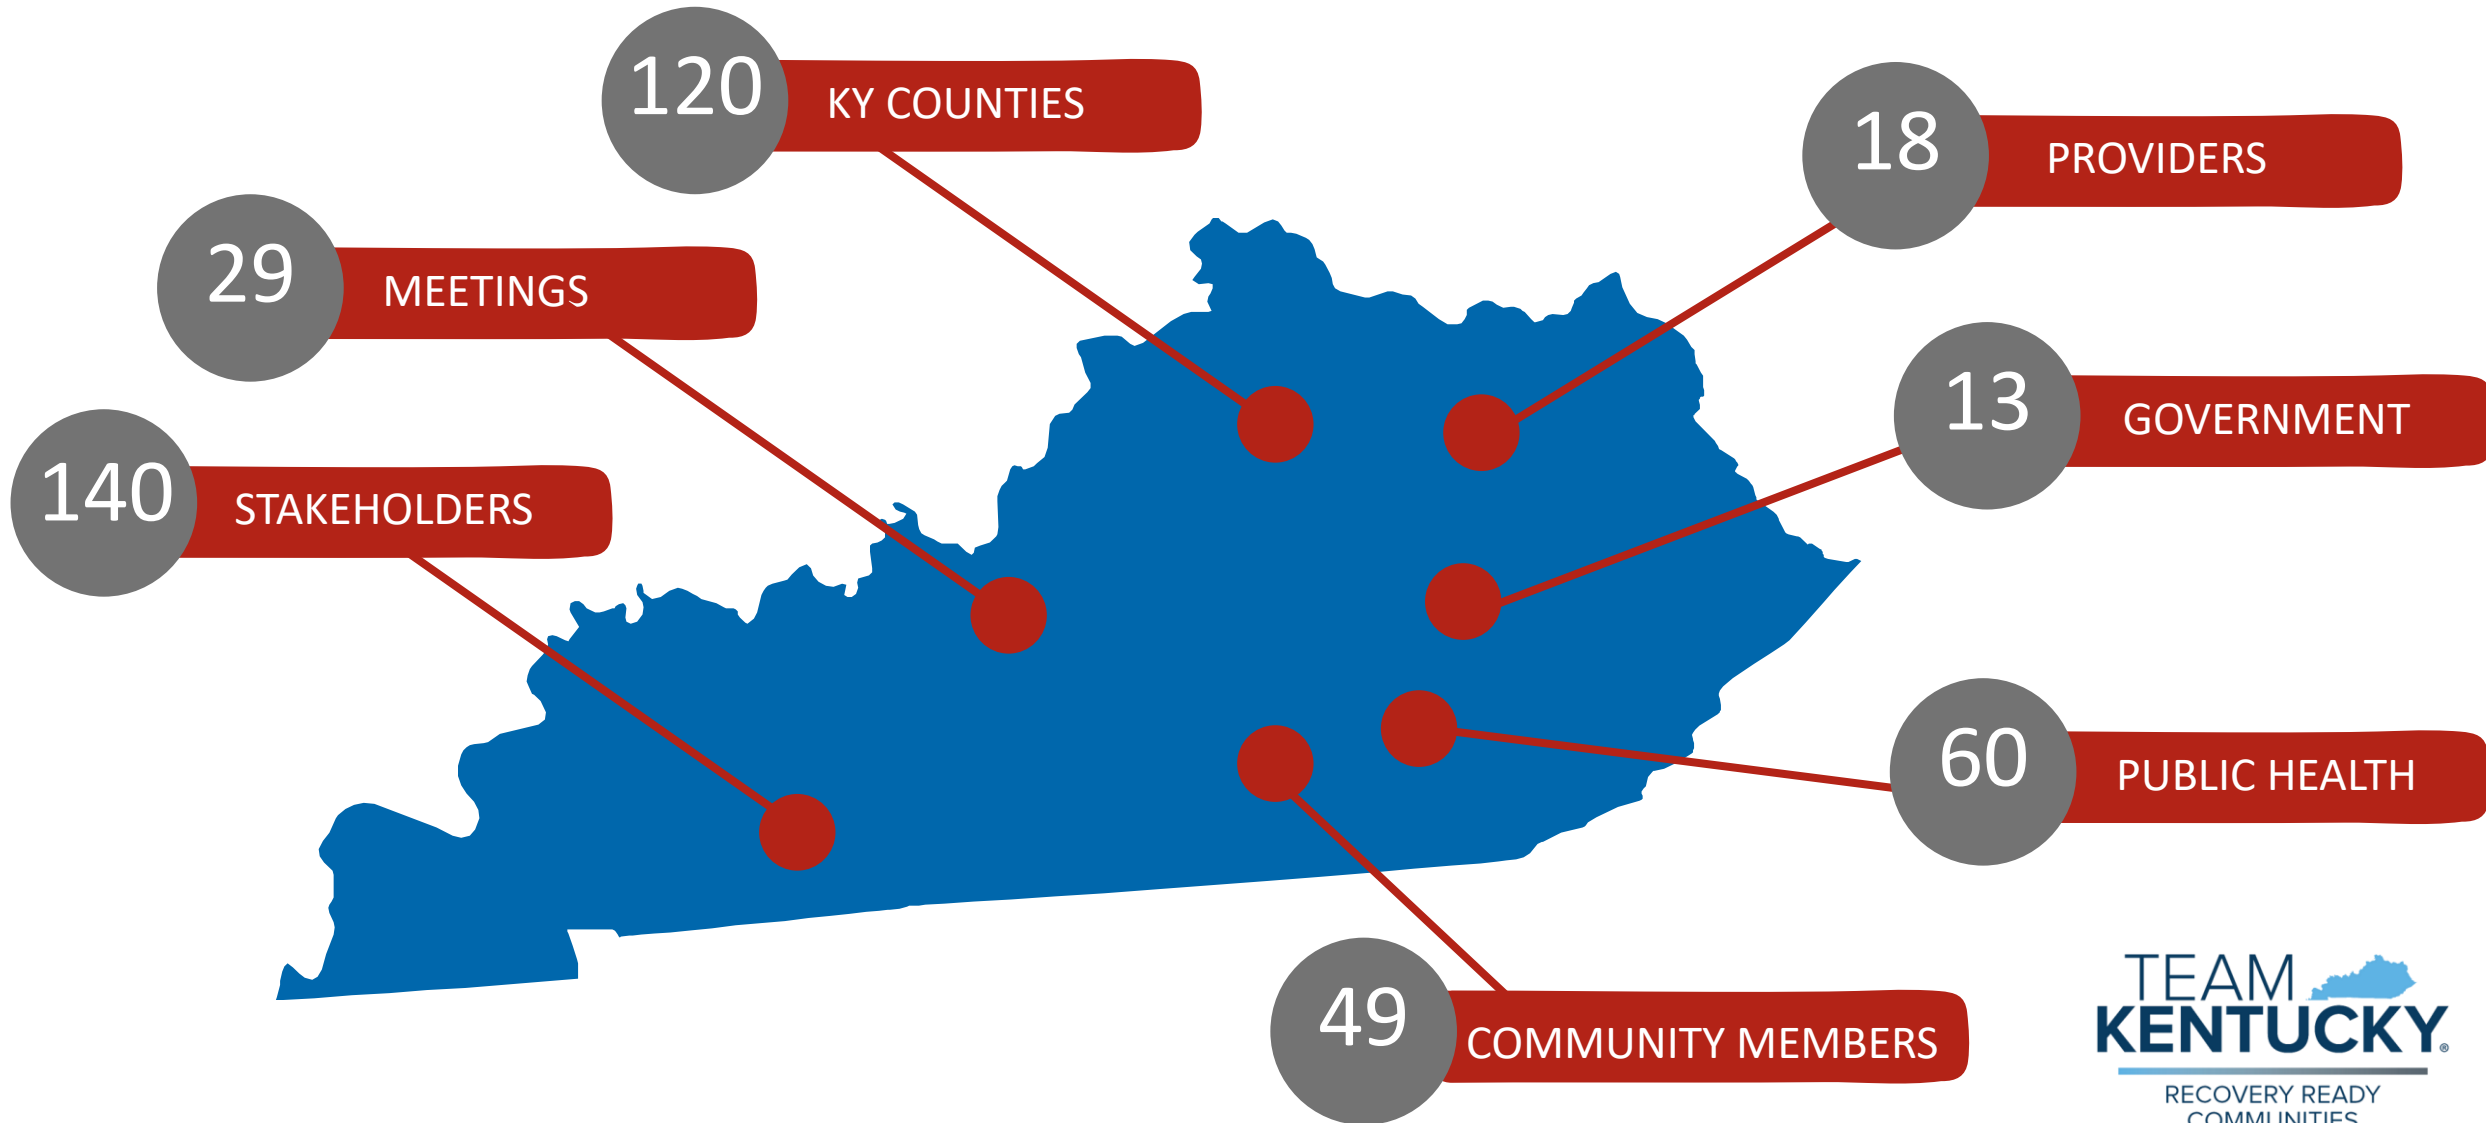 120
KY COUNTIES
18
PROVIDERS
29
MEETINGS
13
GOVERNMENT
140
STAKEHOLDERS
60
PUBLIC HEALTH
49
COMMUNITY MEMBERS
TEAM
KENTUCKY®
RECOVERY READY
COMMUNITIES